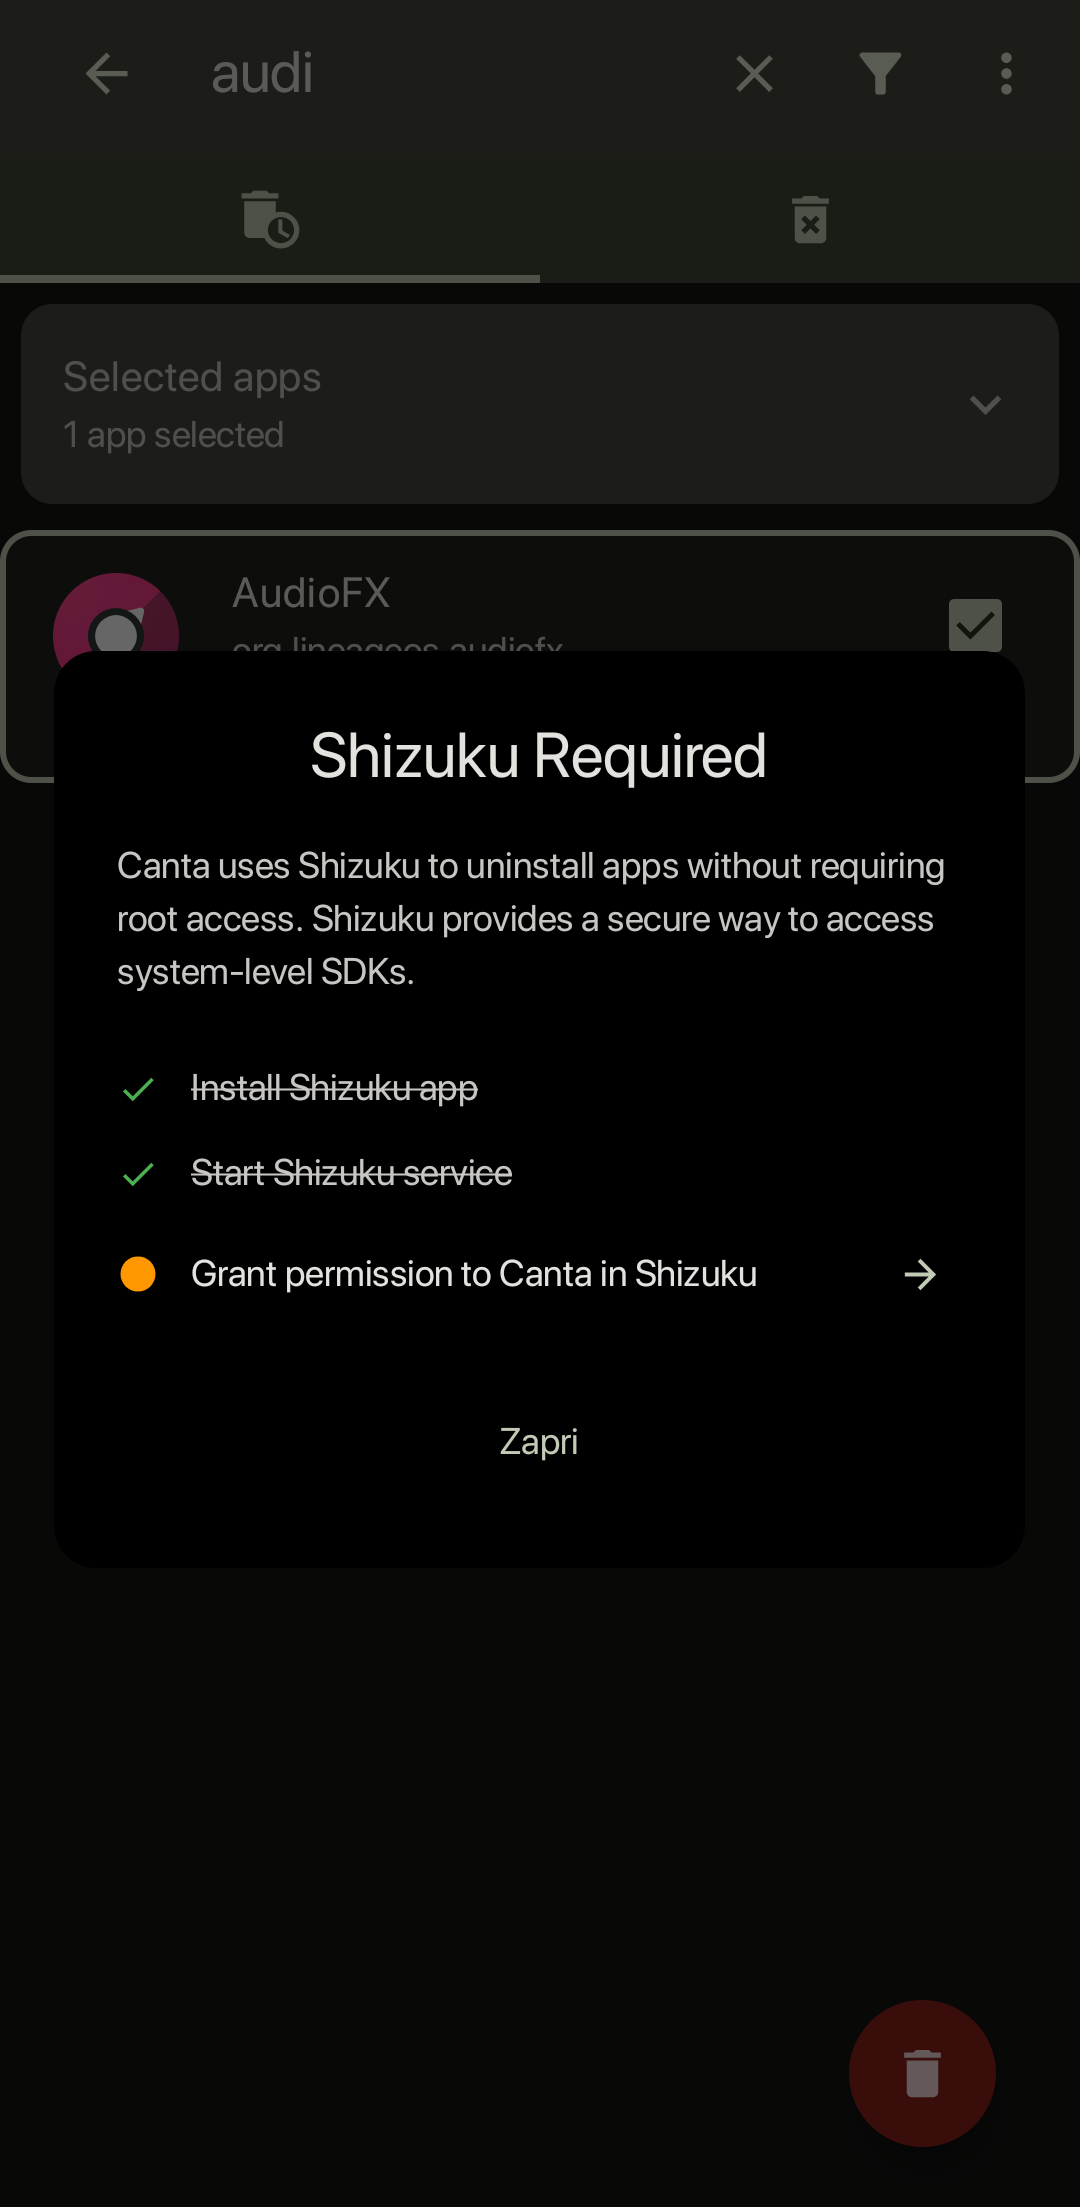 audi
Selected apps
1 app selected
AudioFX
org.lineageos.audiofx
Shizuku Required
Canta uses Shizuku to uninstall apps without requiring
root access. Shizuku provides a secure way to access
system-level SDKs.
Install Shizuku app
Start Shizuku service
Grant permission to Canta in Shizuku
Zapri